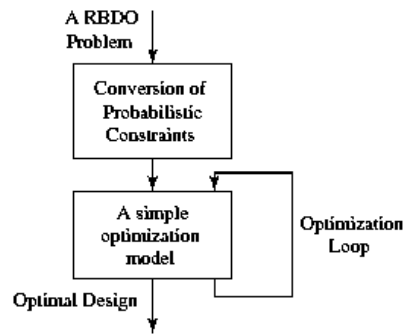 A RBDO
Problem
Conversion of
Probabilistic
Constraints
A simple
optimization
model
Optimization
Loop
Optimal Design